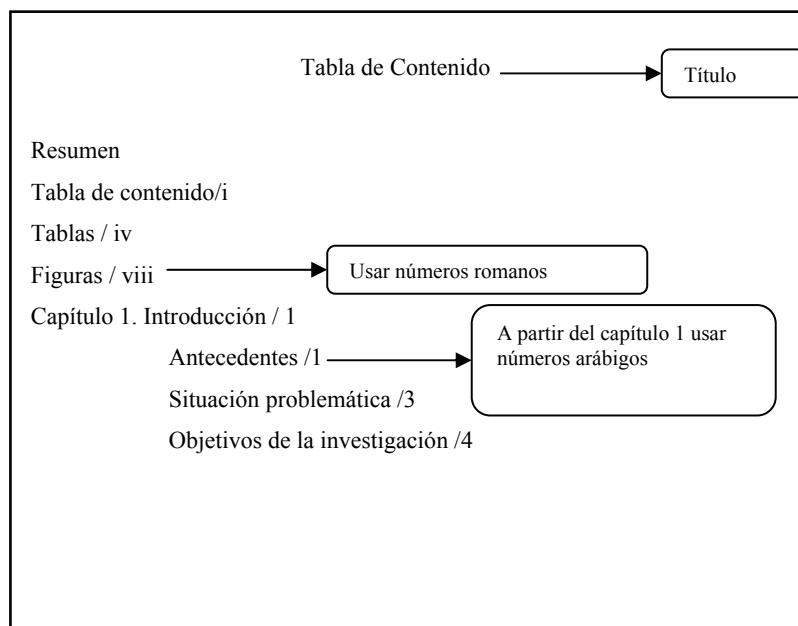 Tabla de Contenido
Título
Resumen
Tabla de contenido/i
Tablas / iv
Figuras / viii
Usar números romanos
Capítulo 1. Introducción / 1
Antecedentes /1
A partir del capítulo 1 usar
números arábigos
Situación problemática /3
Objetivos de la investigación /4